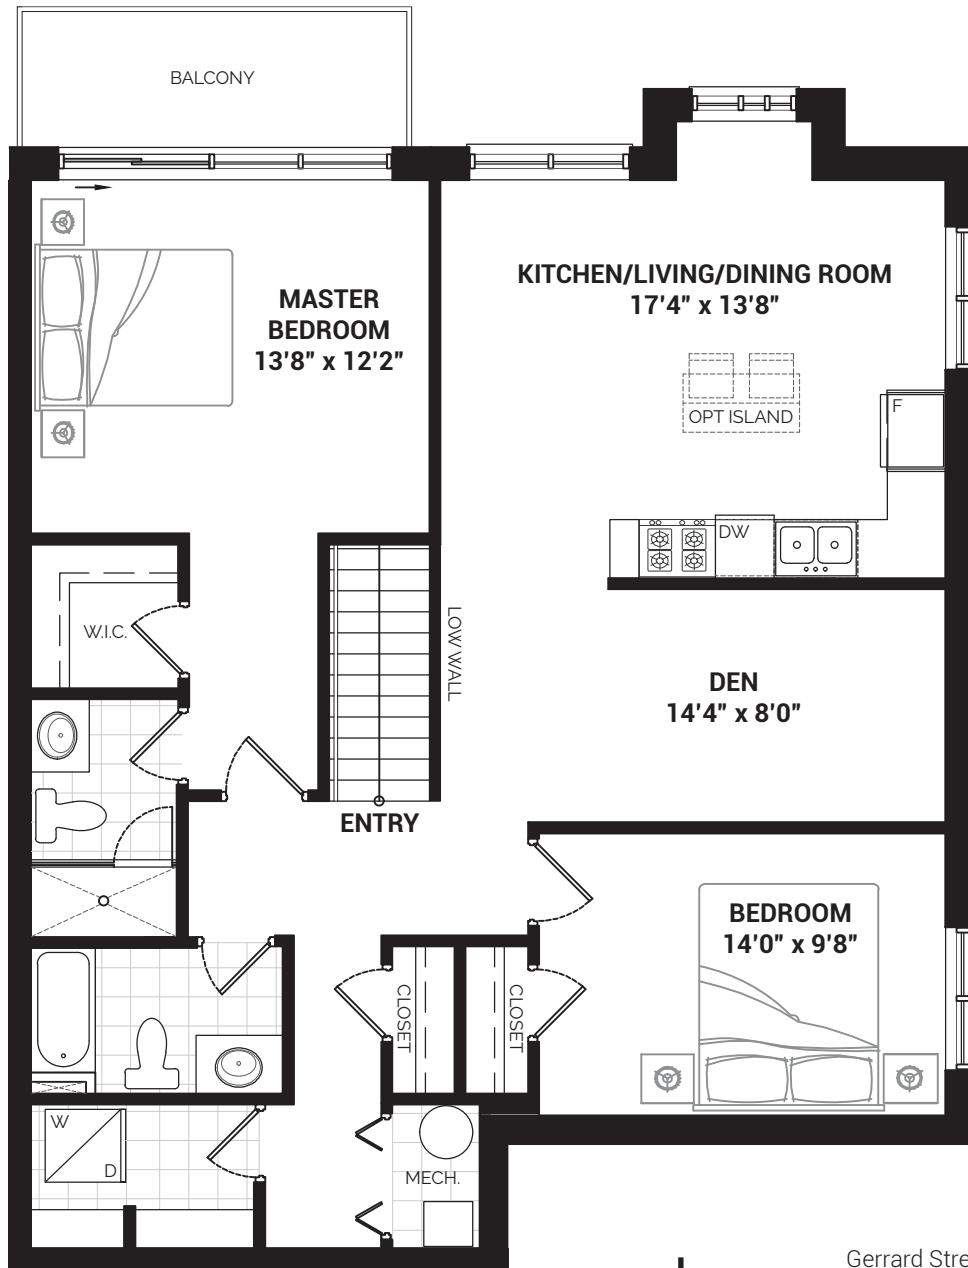 BALCONY
KITCHEN/LIVING/DINING ROOM
17'4" x 13'8"
MASTER
BEDROOM
13'8" x 12'2"
OPT ISLAND
F
DW
W.I.C.
LOW WALL
DEN
14'4" x 8'0"
ENTRY
BEDROOM
14'0" x 9'8"
CLOSET
CLOSET
W
D
MECH.